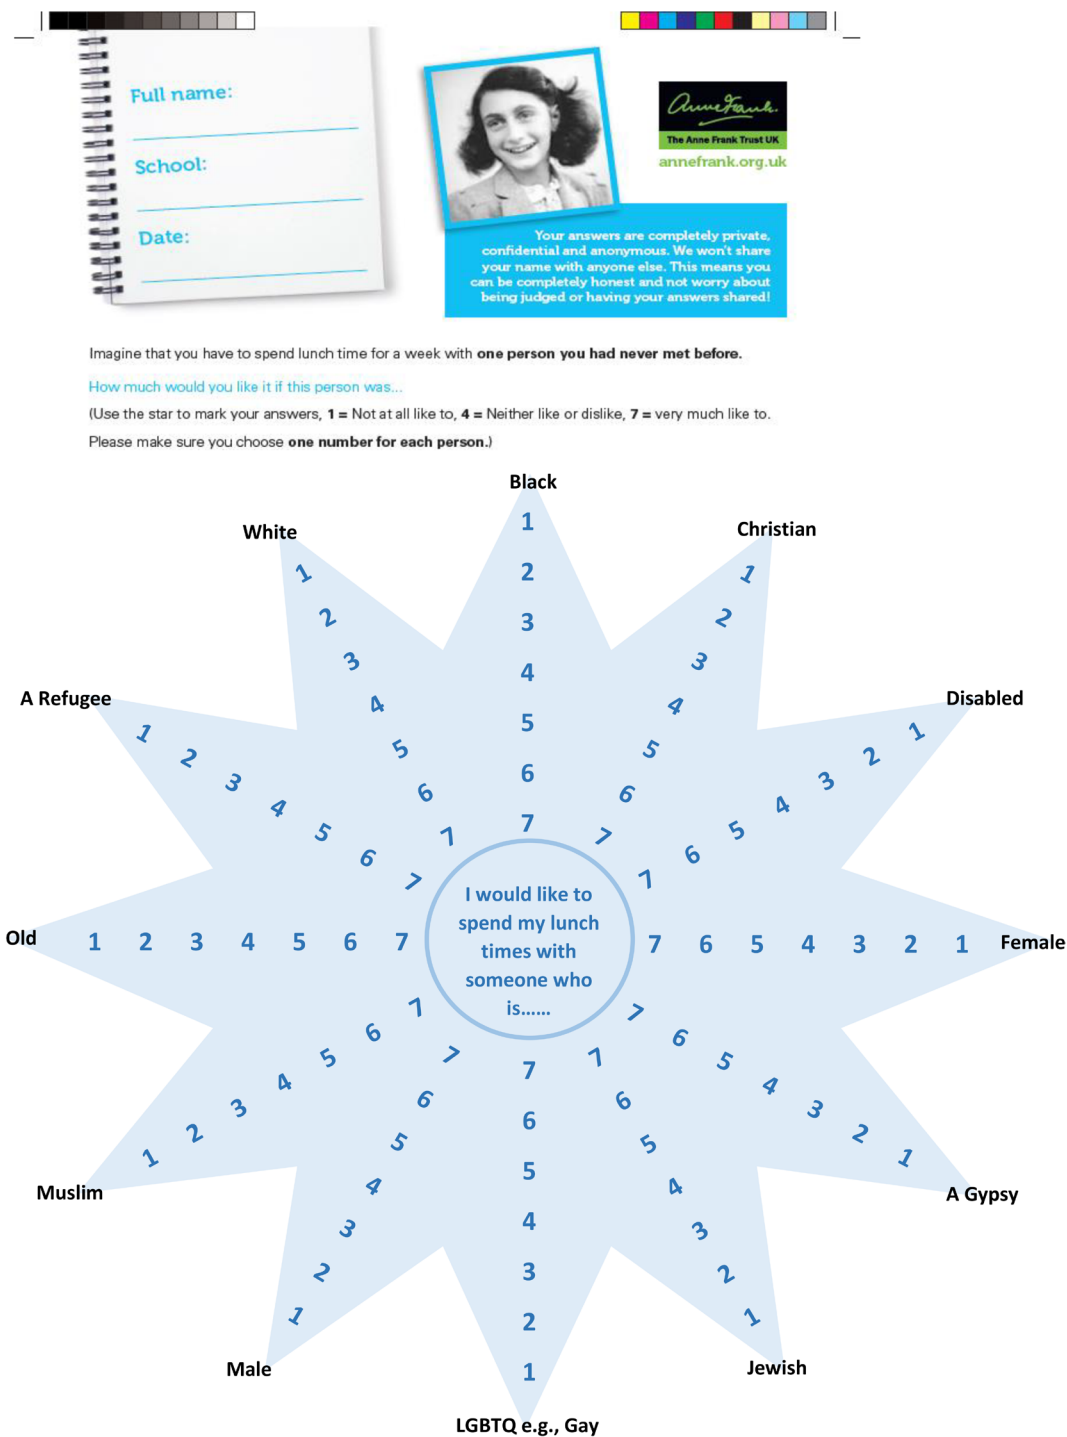 Full name:
School:
Date:
Anne Frank.
The Anne Frank Trust UK
annefrank.org.uk
Your answers are completely private,
confidential and anonymous. We won't share
your name with anyone else. This means you
can be completely honest and not worry about
being judged or having your answers shared!
Imagine that you have to spend lunch time for a week with one person you had never met before.
How much would you like it if this person was...
(Use the star to mark your answers, 1 = Not at all like to, 4 = Neither like or dislike, 7 = very much like to.
Please make sure you choose one number for each person.)
Black
1
2
3
4
5
6
7
Christian
1
2
3
4
5
6
7
Disabled
1
2
3
4
5
6
7
Female
7 6 5 4 3 2 1
A Gypsy
7
6
5
4
3
2
1
Jewish
7
6
5
4
3
2
1
LGBTQ e.g., Gay
7
6
5
4
3
2
1
Male
7
6
5
4
3
2
1
Muslim
7
6
5
4
3
2
1
Old
1 2 3 4 5 6 7
A Refugee
1
2
3
4
5
6
7
White
1
2
3
4
5
6
7
I would like to
spend my lunch
times with
someone who
is......